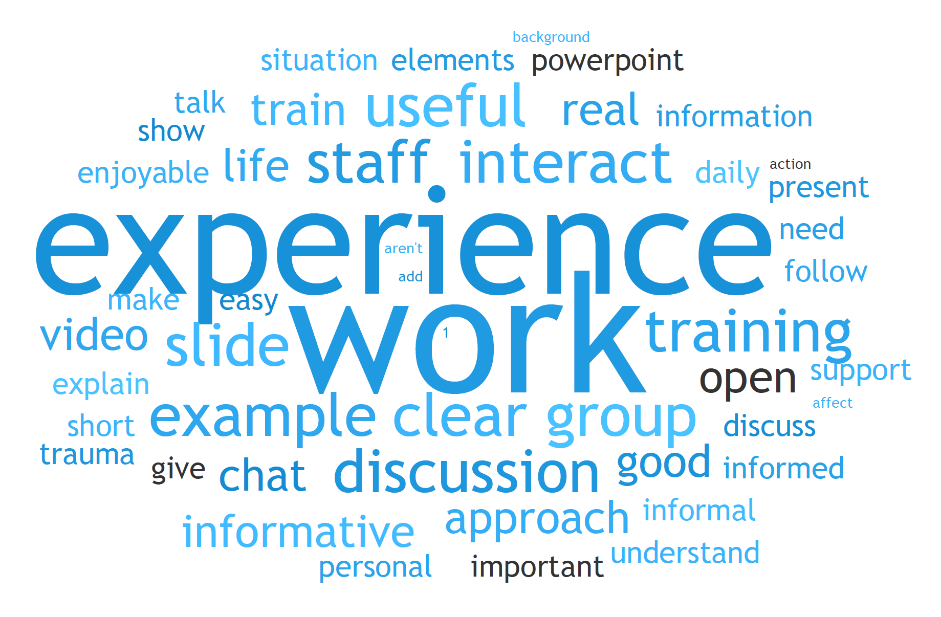 background
situation elements powerpoint
talk train useful real information
show
enjoyable life staff interact daily action
present
experience need
aren't
add follow
make easy
video slide work 1 training
open support
explain
affect
short example clear group discuss
trauma give chat discussion good informed
informative approach informal
personal important understand